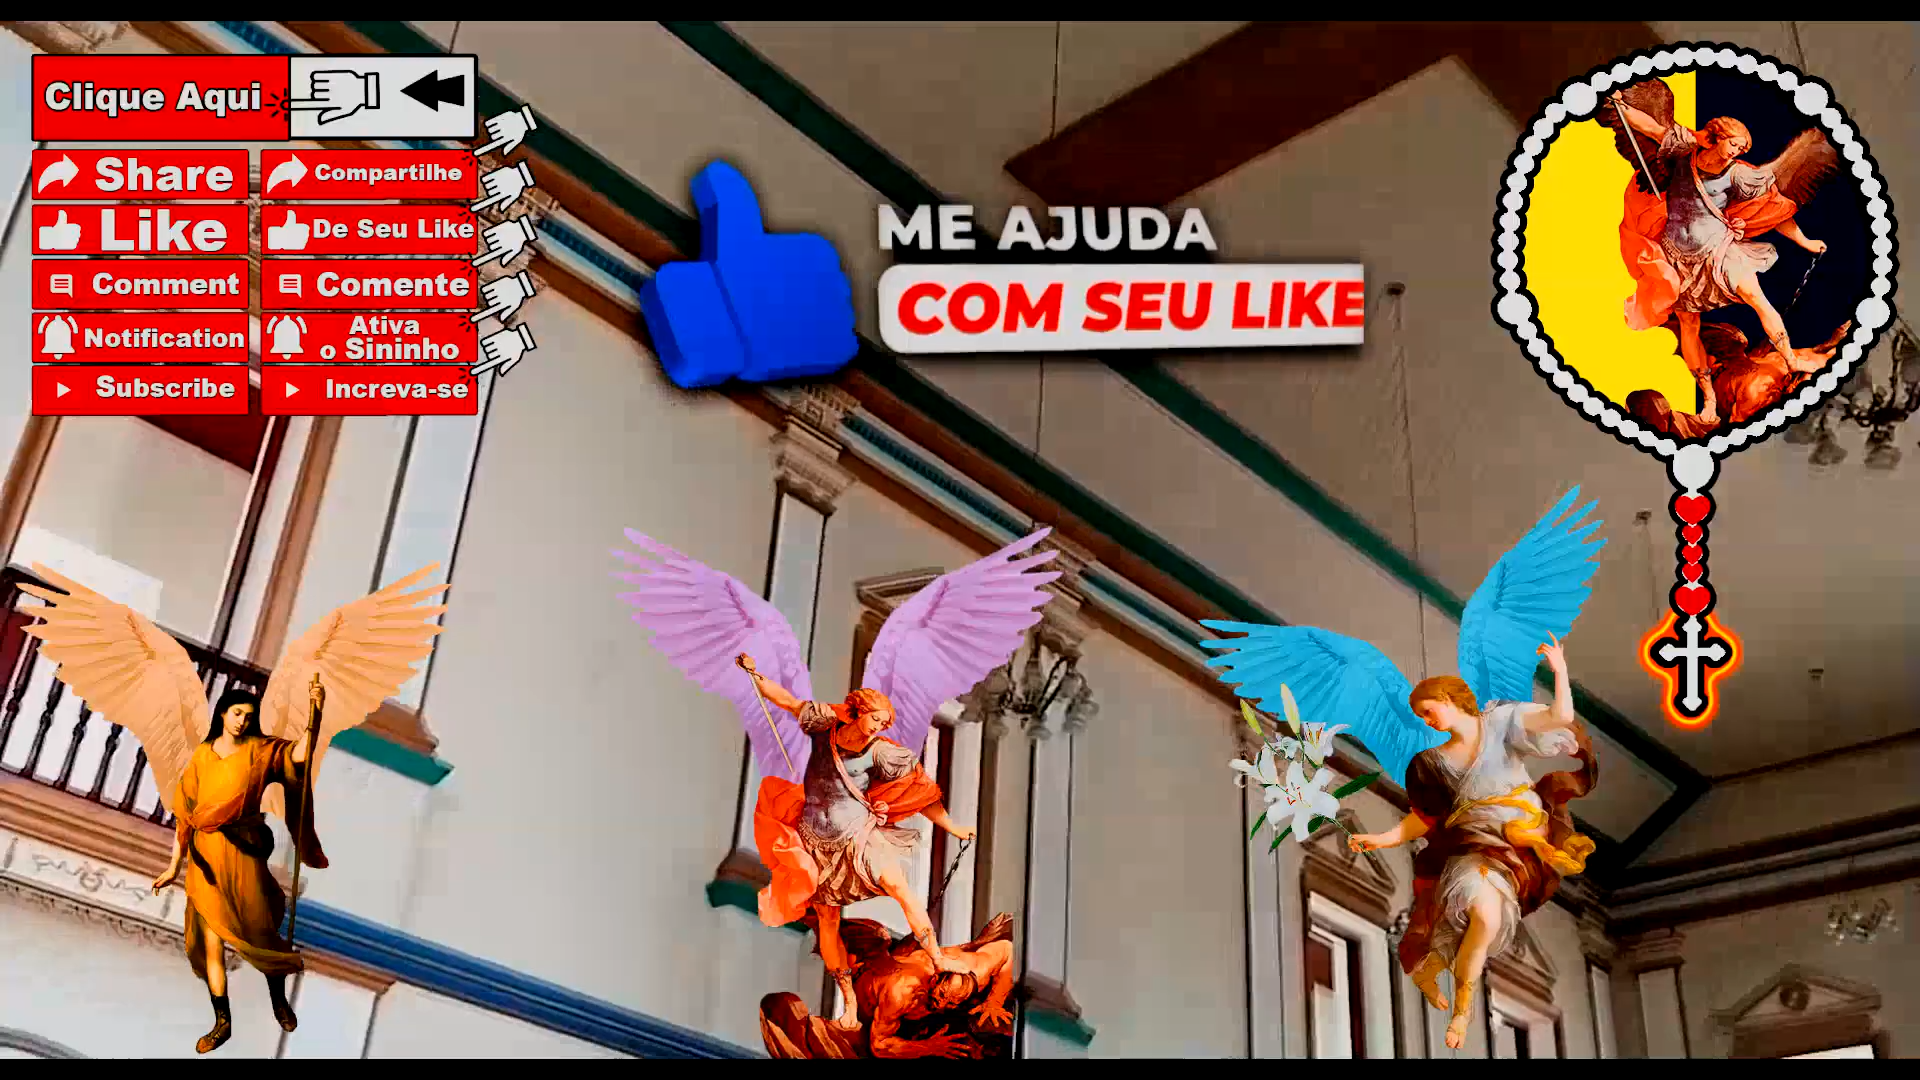 Clique Aqui
Share
Compartilhe
Like
De Seu Like
Comment
Comente
Notification
Ativa
o Sininho
Subscribe
Increva-se
ME AJUDA
COM SEU LIKE